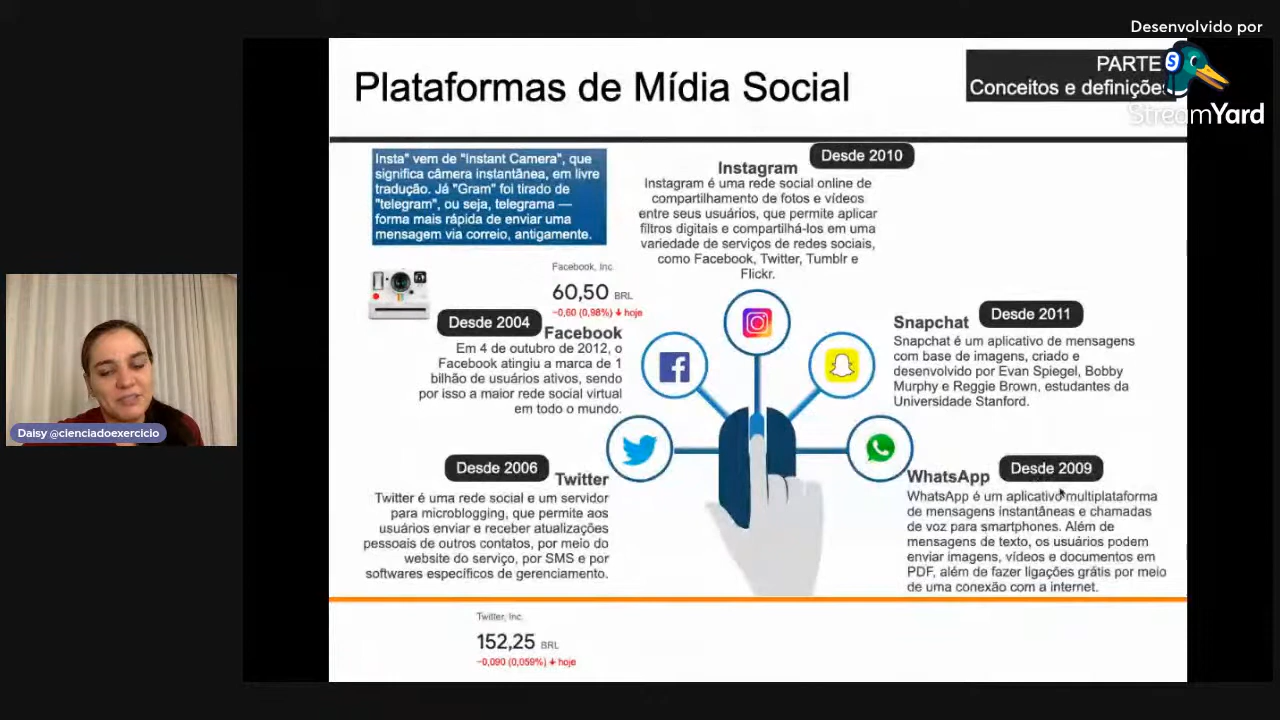 Desenvolvido por
StreamYard
Plataformas de Mídia Social
PARTE
Conceitos e definições
Insta" vem de "Instant Camera", que
significa câmera instantânea, em livre
tradução. Já "Gram" foi tirado de
"telegram", ou seja, telegrama —
forma mais rápida de enviar uma
mensagem via correio, antigamente.
Instagram
Desde 2010
Instagram é uma rede social online de
compartilhamento de fotos e vídeos
entre seus usuários, que permite aplicar
filtros digitais e compartilhá-los em uma
variedade de serviços de redes sociais,
como Facebook, Twitter, Tumblr e
Flickr.
Facebook, Inc
60,50 BRL
−0,60 (0,98%) ↓ hoje
Desde 2004
Facebook
Em 4 de outubro de 2012, o
Facebook atingiu a marca de 1
bilhão de usuários ativos, sendo
por isso a maior rede social virtual
em todo o mundo.
Snapchat
Desde 2011
Snapchat é um aplicativo de mensagens
com base de imagens, criado e
desenvolvido por Evan Spiegel, Bobby
Murphy e Reggie Brown, estudantes da
Universidade Stanford.
Desde 2006
Twitter
Twitter é uma rede social e um servidor
para microblogging, que permite aos
usuários enviar e receber atualizações
pessoais de outros contatos, por meio do
website do serviço, por SMS e por
softwares específicos de gerenciamento.
WhatsApp
Desde 2009
WhatsApp é um aplicativo multiplataforma
de mensagens instantâneas e chamadas
de voz para smartphones. Além de
mensagens de texto, os usuários podem
enviar imagens, vídeos e documentos em
PDF, além de fazer ligações grátis por meio
de uma conexão com a internet.
Twitter, Inc.
152,25 BRL
−0,090 (0,059%) ↓ hoje
Daisy @cienciadoexercicio